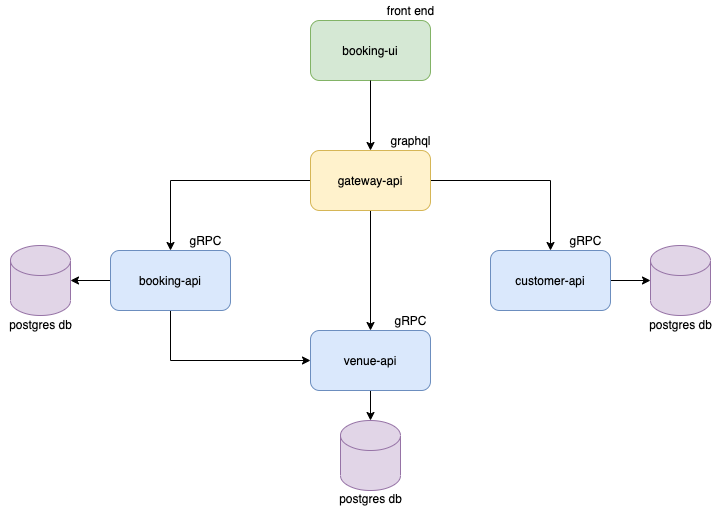 front end
booking-ui
graphql
gateway-api
gRPC
booking-api
postgres db
gRPC
customer-api
postgres db
gRPC
venue-api
postgres db